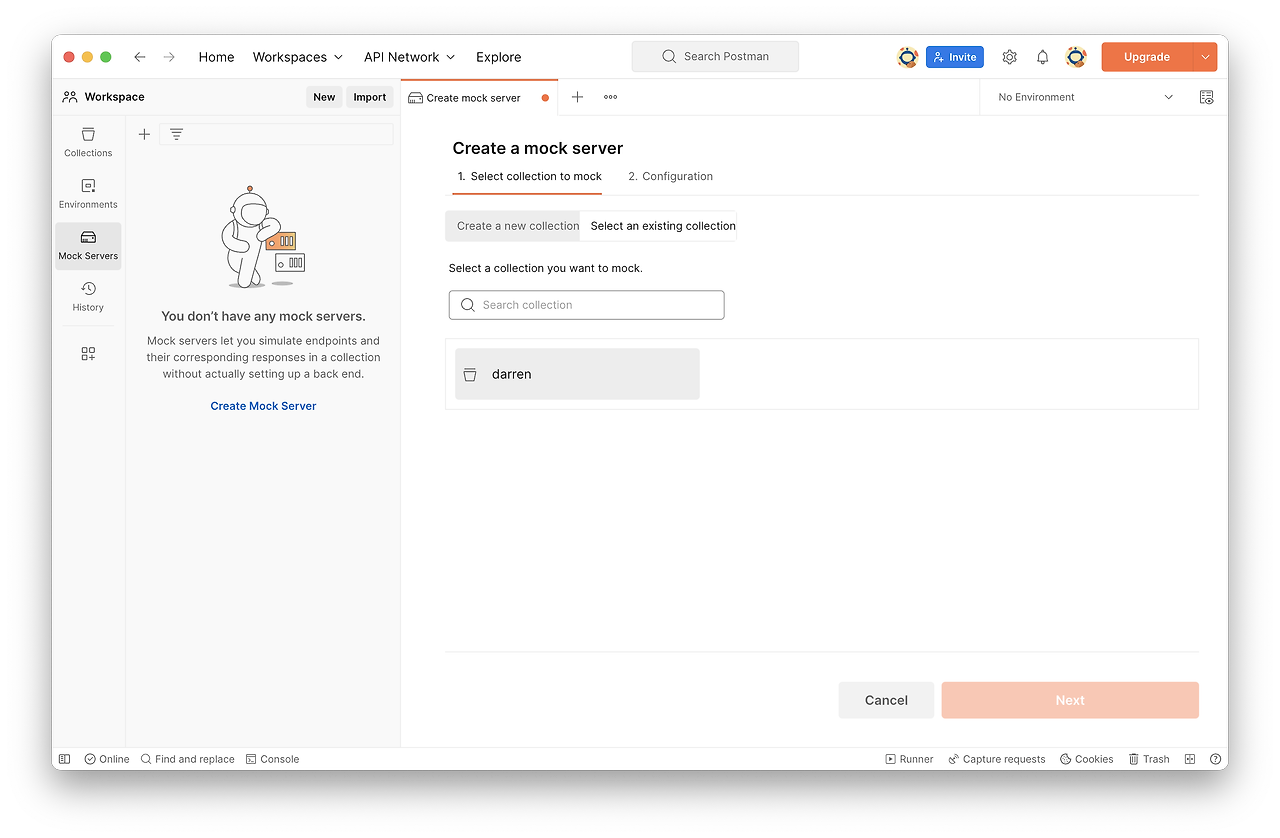 Home Workspaces API Network Explore Search Postman Invite Upgrade
Workspace New Import Create mock server No Environment
Collections
Environments
Mock Servers
History
You don’t have any mock servers.
Mock servers let you simulate endpoints and
their corresponding responses in a collection
without actually setting up a back end.
Create Mock Server
Create a mock server
1. Select collection to mock 2. Configuration
Create a new collection Select an existing collection
Select a collection you want to mock.
Search collection
darren
Cancel Next
Online Find and replace Console Runner Capture requests Cookies Trash